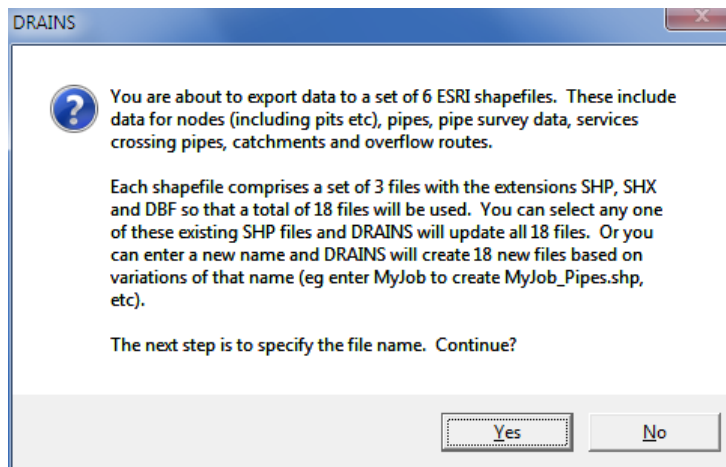 DRAINS
You are about to export data to a set of 6 ESRI shapefiles.  These include
data for nodes (including pits etc), pipes, pipe survey data, services
crossing pipes, catchments and overflow routes.
Each shapefile comprises a set of 3 files with the extensions SHP, SHX
and DBF so that a total of 18 files will be used.  You can select any one
of these existing SHP files and DRAINS will update all 18 files.  Or you
can enter a new name and DRAINS will create 18 new files based on
variations of that name (eg enter MyJob to create MyJob_Pipes.shp,
etc).
The next step is to specify the file name.  Continue?
Yes No